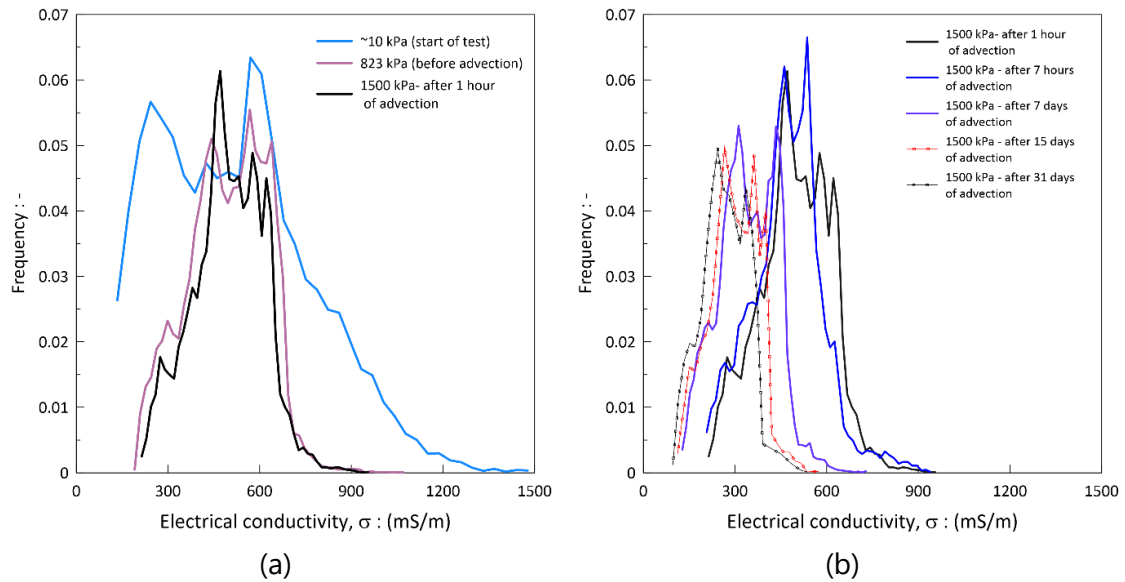 0.07
0.06
0.05
0.04
0.03
0.02
0.01
0
Frequency : -
~10 kPa (start of test)
823 kPa (before advection)
1500 kPa- after 1 hour
of advection
300
600
900
1200
1500
Electrical conductivity, σ : (mS/m)
(a)
0.07
0.06
0.05
0.04
0.03
0.02
0.01
0
Frequency : -
1500 kPa- after 1 hour
of advection
1500 kPa - after 7 hours
of advection
1500 kPa - after 7 days
of advection
1500 kPa - after 15 days
of advection
1500 kPa - after 31 days
of advection
0
300
600
900
1200
1500
Electrical conductivity, σ : (mS/m)
(b)